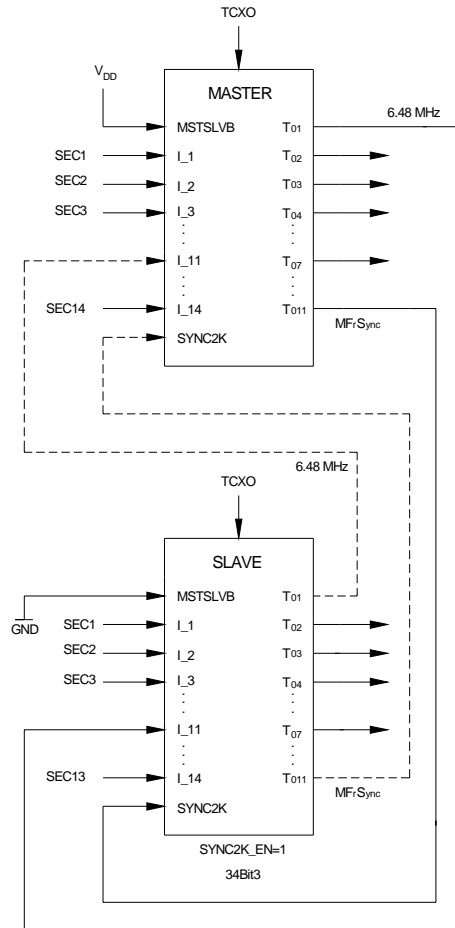 TCXO
V_DD
MASTER
6.48 MHz
MSTSLVB T01
SEC1 I_1 T02
SEC2 I_2 T03
SEC3 I_3 T04
I_11 T07
SEC14 I_14 T011
MFrSync
SYNC2K
6.48 MHz
TCXO
SLAVE
MSTSLVB T01
GND
SEC1 I_1 T02
SEC2 I_2 T03
SEC3 I_3 T04
I_11 T07
SEC13 I_14 T011
MFrSync
SYNC2K
SYNC2K_EN=1
34Bit3